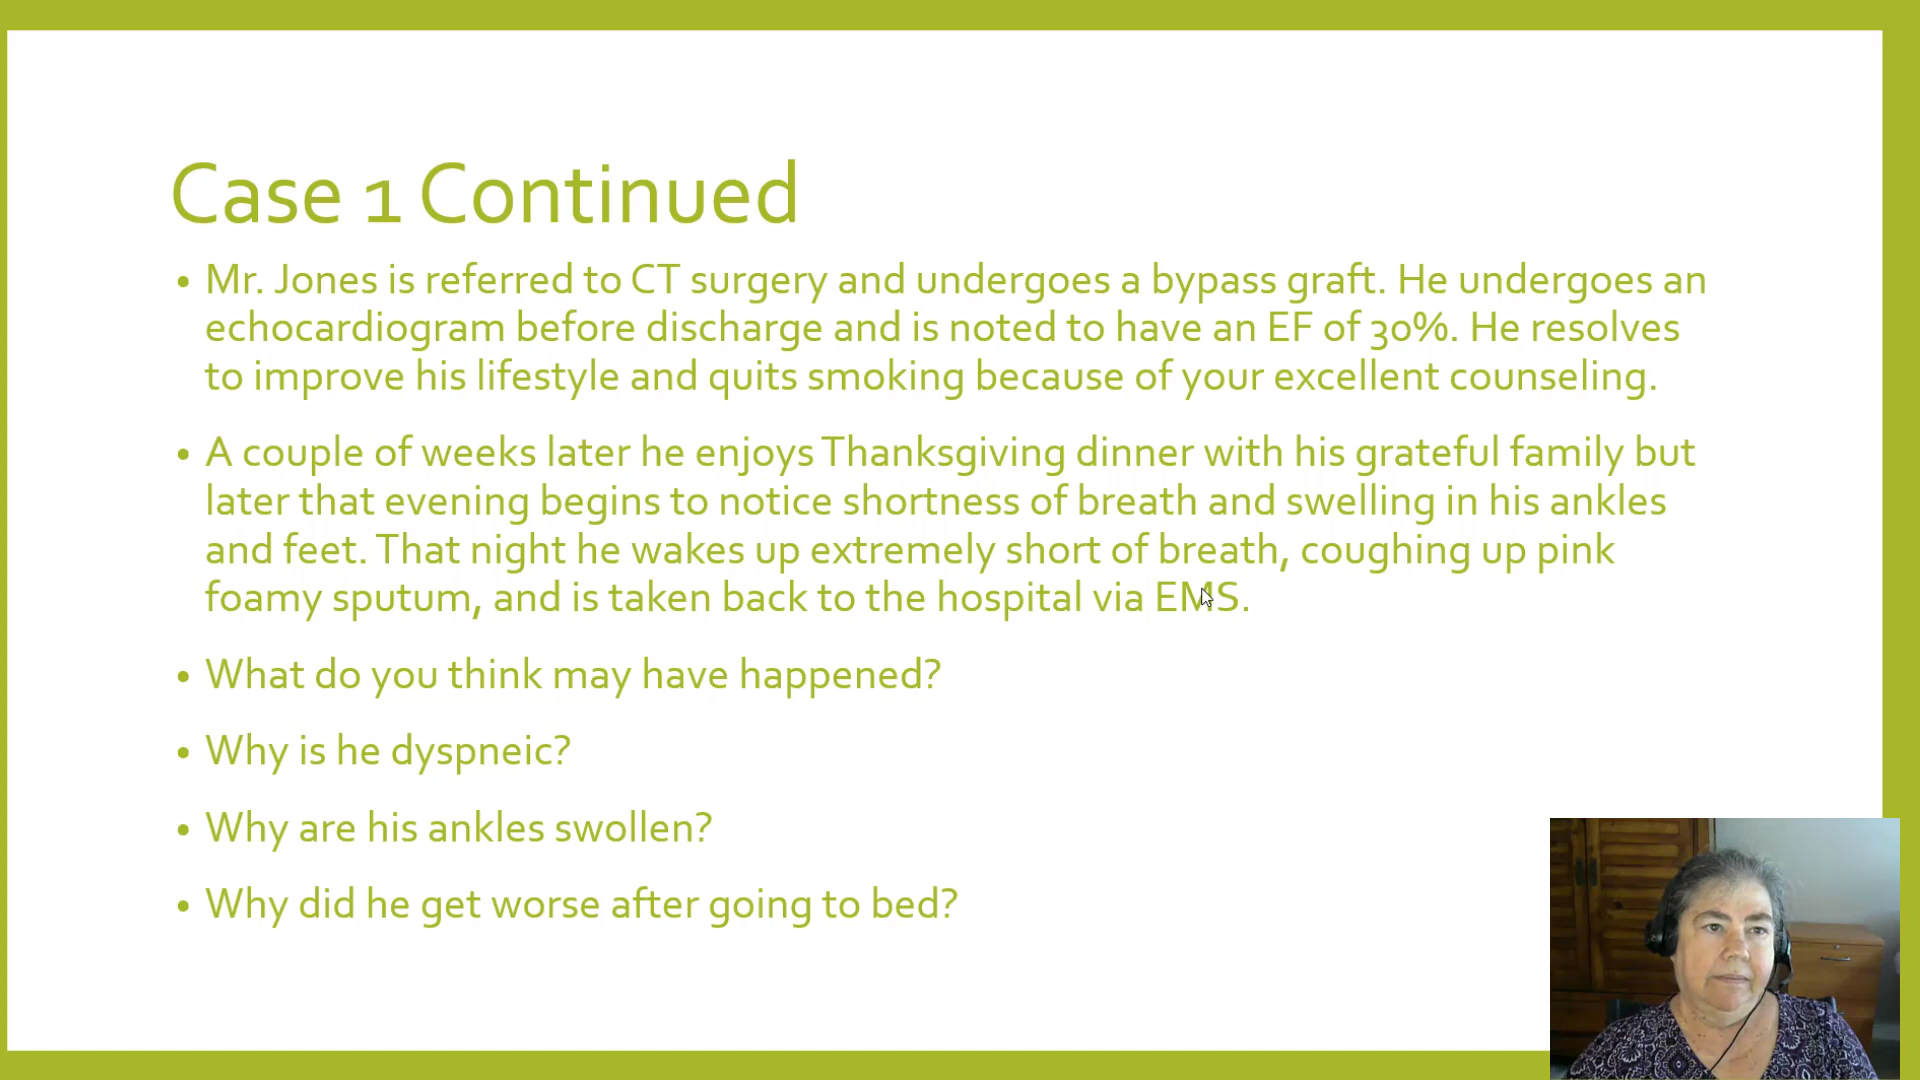 Case 1 Continued
• Mr. Jones is referred to CT surgery and undergoes a bypass graft. He undergoes an
echocardiogram before discharge and is noted to have an EF of 30%. He resolves
to improve his lifestyle and quits smoking because of your excellent counseling.
• A couple of weeks later he enjoys Thanksgiving dinner with his grateful family but
later that evening begins to notice shortness of breath and swelling in his ankles
and feet. That night he wakes up extremely short of breath, coughing up pink
foamy sputum, and is taken back to the hospital via EMS.
• What do you think may have happened?
• Why is he dyspneic?
• Why are his ankles swollen?
• Why did he get worse after going to bed?